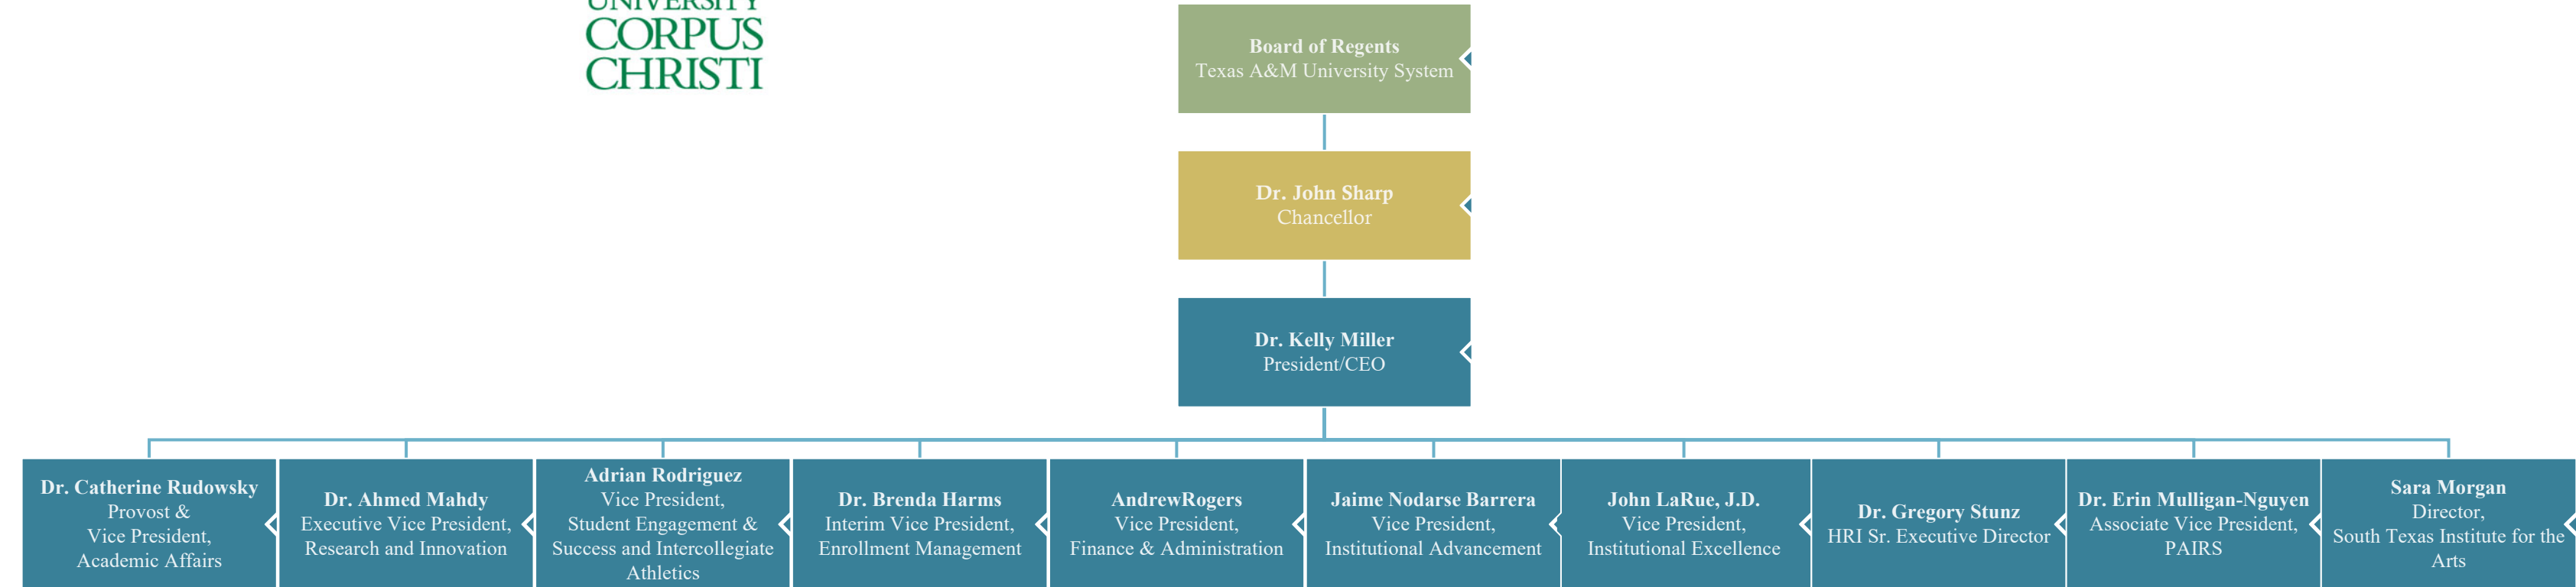 UNIVERSITY
CORPUS
CHRISTI
Board of Regents
Texas A&M University System
Dr. John Sharp
Chancellor
Dr. Kelly Miller
President/CEO
Dr. Catherine Rudowsky
Provost &
Vice President,
Academic Affairs
Dr. Ahmed Mahdy
Executive Vice President,
Research and Innovation
Adrian Rodriguez
Vice President,
Student Engagement &
Success and Intercollegiate
Athletics
Dr. Brenda Harms
Interim Vice President,
Enrollment Management
AndrewRogers
Vice President,
Finance & Administration
Jaime Nodarse Barrera
Vice President,
Institutional Advancement
John LaRue, J.D.
Vice President,
Institutional Excellence
Dr. Gregory Stunz
HRI Sr. Executive Director
Dr. Erin Mulligan-Nguyen
Associate Vice President,
PAIRS
Sara Morgan
Director,
South Texas Institute for the
Arts